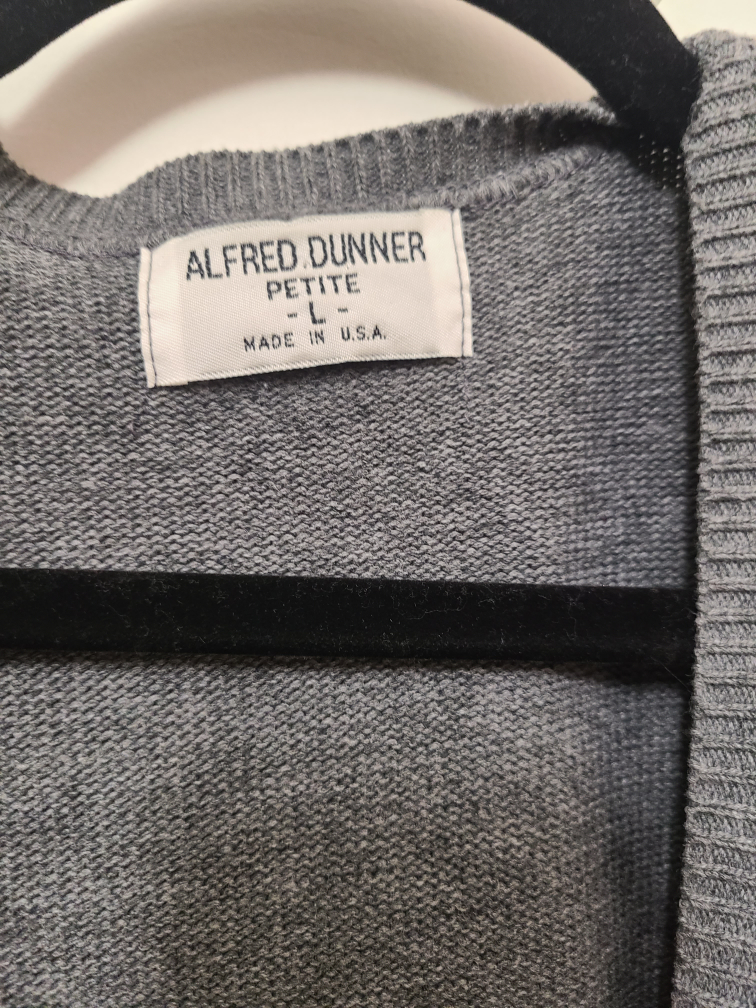 ALFRED DUNNER
PETITE
- L -
MADE IN U.S.A.